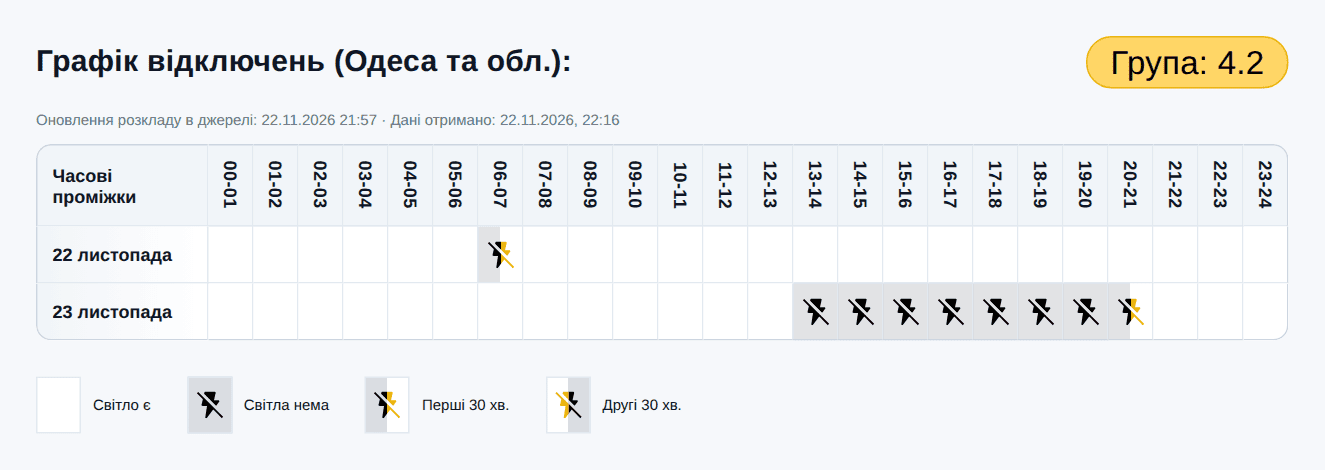 Графік відключень (Одеса та обл.):
Група: 4.2
Оновлення розкладу в джерелі: 22.11.2026 21:57 · Дані отримано: 22.11.2026, 22:16
Часові
проміжки
00-01
01-02
02-03
03-04
04-05
05-06
06-07
07-08
08-09
09-10
10-11
11-12
12-13
13-14
14-15
15-16
16-17
17-18
18-19
19-20
20-21
21-22
22-23
23-24
22 листопада
23 листопада
Світло є
Світла нема
Перші 30 хв.
Другі 30 хв.